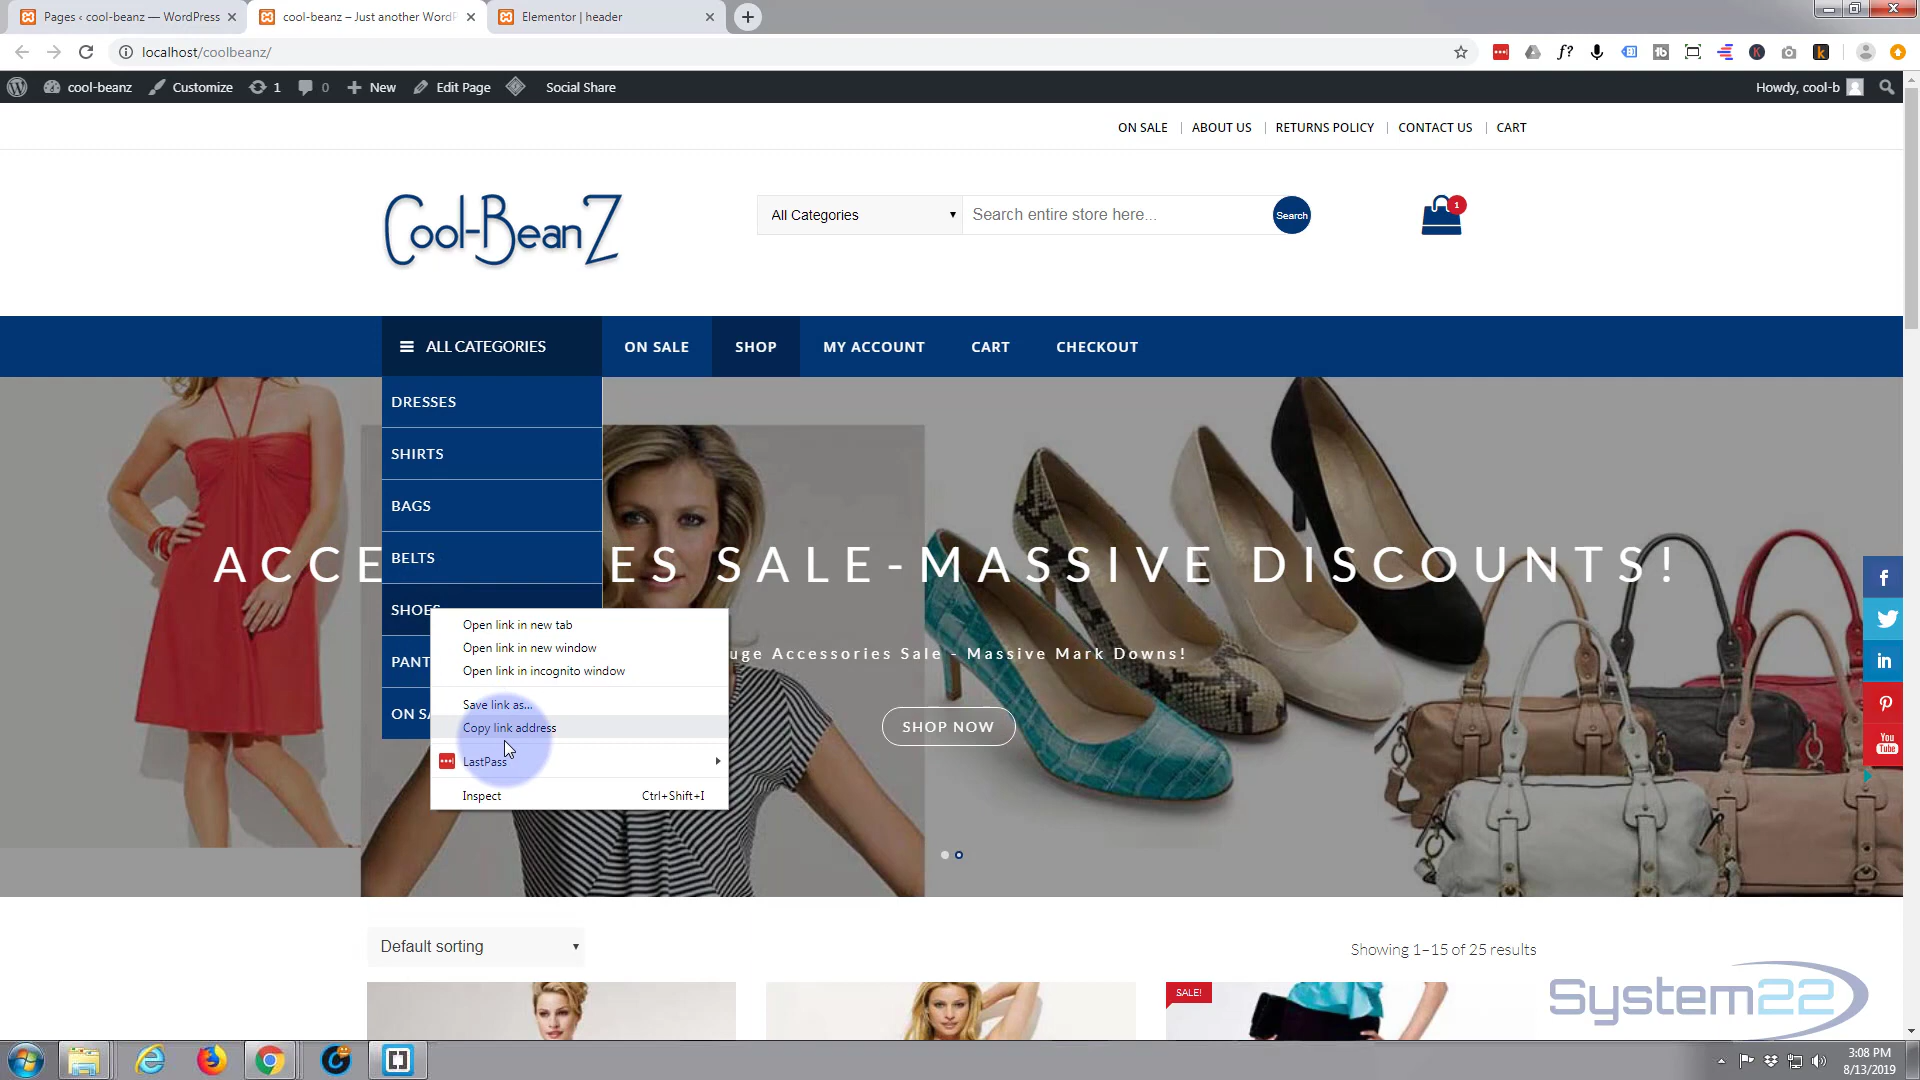 Pages ‹ cool-beanz — WordPress
cool-beanz – Just another WordP
Elementor | header
localhost/coolbeanz/
cool-beanz
Customize
1
0
New
Edit Page
Social Share
Howdy, cool-b
ON SALE
ABOUT US
RETURNS POLICY
CONTACT US
CART
Cool-BeanZ
All Categories
Search entire store here...
Search
1
ALL CATEGORIES
ON SALE
SHOP
MY ACCOUNT
CART
CHECKOUT
DRESSES
SHIRTS
BAGS
BELTS
SHOES
PANT
ON SA
ACCE ES SALE-MASSIVE DISCOUNTS!
uge Accessories Sale - Massive Mark Downs!
SHOP NOW
Open link in new tab
Open link in new window
Open link in incognito window
Save link as...
Copy link address
LastPass
Inspect Ctrl+Shift+I
You
Tube
Default sorting
Showing 1–15 of 25 results
SALE!
System22
3:08 PM
8/13/2019